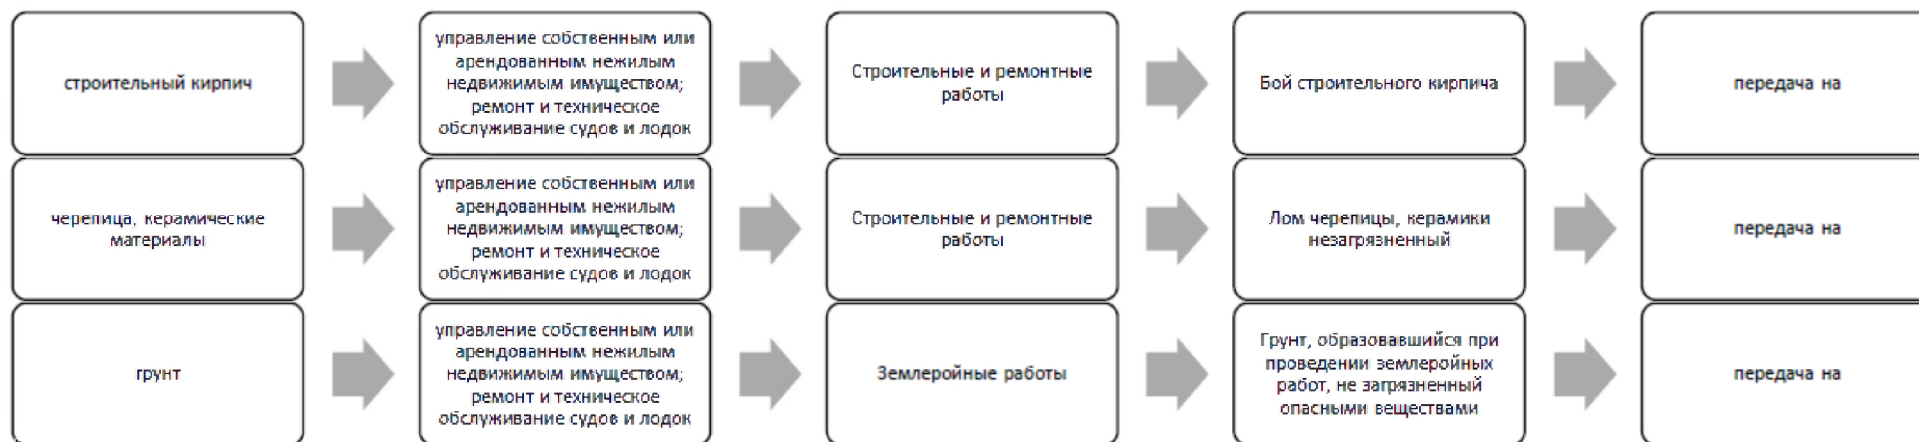 строительный кирпич
управление собственным или
арендованным нежилым
недвижимым имуществом;
ремонт и техническое
обслуживание судов и лодок
Строительные и ремонтные
работы
Бой строительного кирпича
передача на
черепица, керамические
материалы
управление собственным или
арендованным нежилым
недвижимым имуществом;
ремонт и техническое
обслуживание судов и лодок
Строительные и ремонтные
работы
Лом черепицы, керамики
незагрязненный
передача на
грунт
управление собственным или
арендованным нежилым
недвижимым имуществом;
ремонт и техническое
обслуживание судов и лодок
Землеройные работы
Грунт, образовавшийся при
проведении землеройных
работ, не загрязненный
опасными веществами
передача на